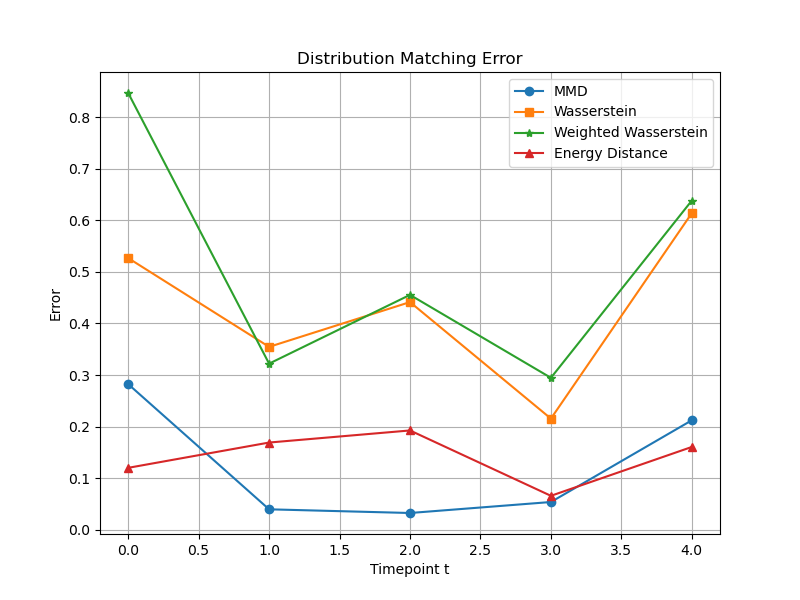 Distribution Matching Error
MMD
Wasserstein
Weighted Wasserstein
Energy Distance
Error
0.8
0.7
0.6
0.5
0.4
0.3
0.2
0.1
0.0
0.0 0.5 1.0 1.5 2.0 2.5 3.0 3.5 4.0
Timepoint t